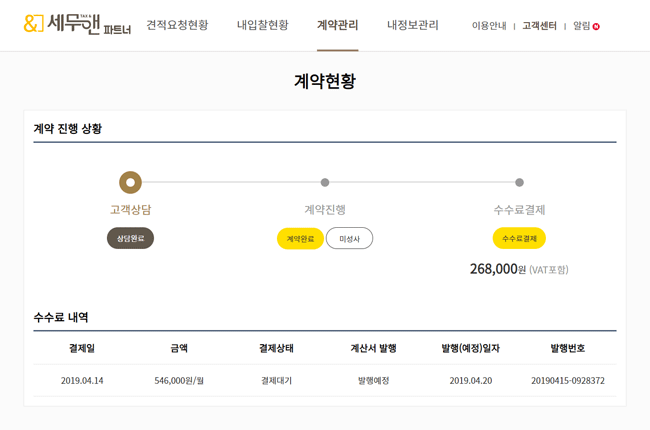 세무앤 파트너 견적요청현황 내입찰현황 계약관리 내정보관리 이용안내 | 고객센터 | 알림 N
계약현황
계약 진행 상황
고객상담 계약진행 수수료결제
상담완료 계약완료 미성사 수수료결제
268,000원 (VAT포함)
수수료 내역
결제일 금액 결제상태 계산서 발행 발행(예정)일자 발행번호
2019.04.14 546,000원/월 결제대기 발행예정 2019.04.20 20190415-0928372